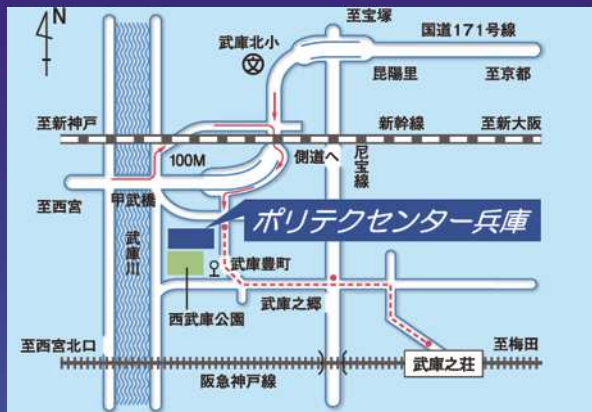 N
至宝塚
国道171号線
武庫北小
文
昆陽里
至京都
至新神戸
新幹線
至新大阪
100M
側道へ
尼宝線
甲武橋
至西宮
ポリテクセンター兵庫
武庫川
武庫豊町
武庫之郷
西武庫公園
至西宮北口
至梅田
武庫之荘
阪急神戸線